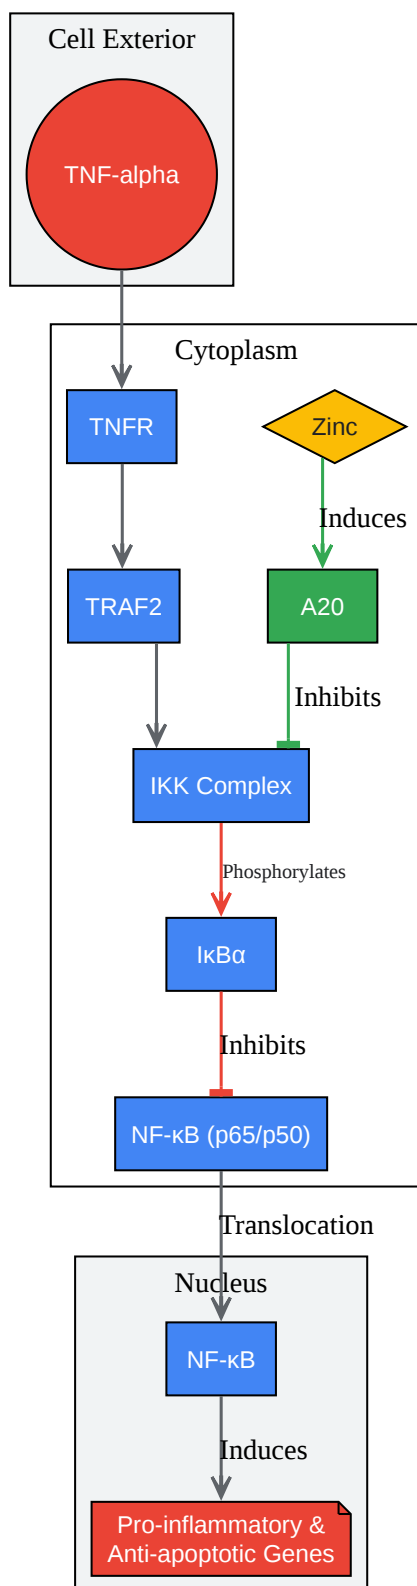 Cell Exterior
TNF-alpha
Cytoplasm
TNFR
Zinc
Induces
TRAF2
A20
Inhibits
IKK Complex
Phosphorylates
IκBα
Inhibits
NF-κB (p65/p50)
Translocation
Nucleus
NF-κB
Induces
Pro-inflammatory &
Anti-apoptotic Genes